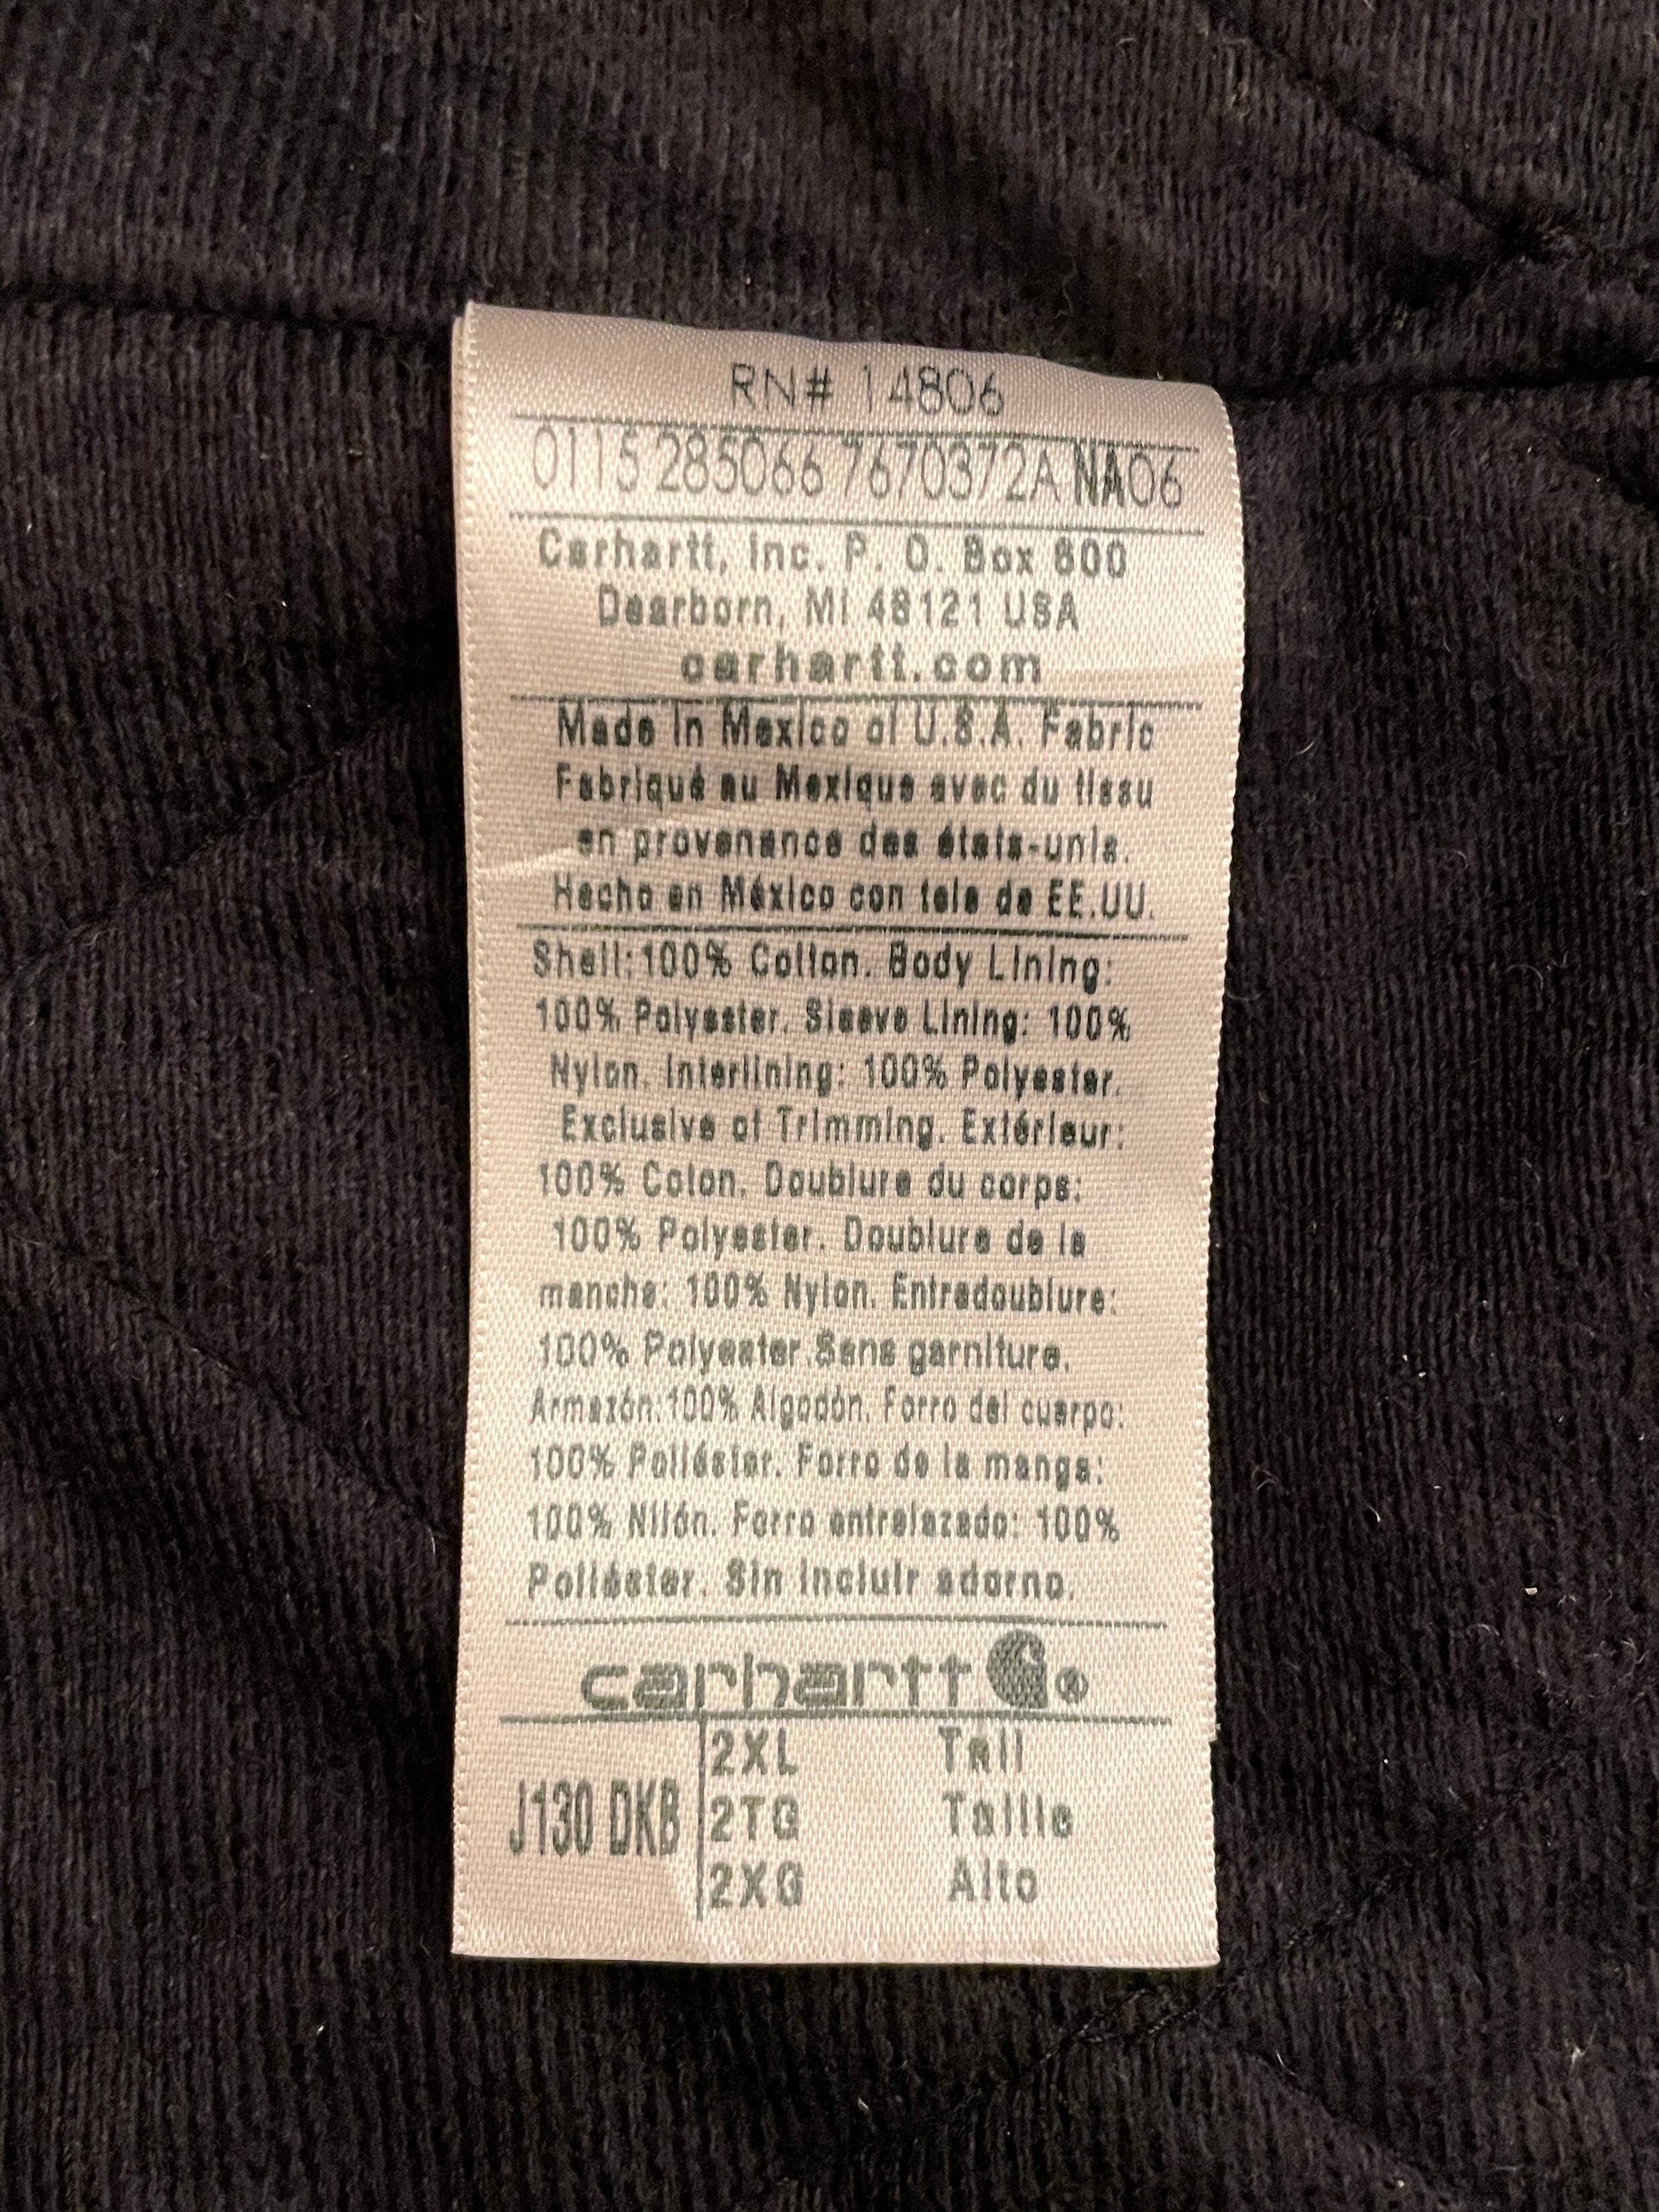 RN# 14806
0115 285066 7670372A NA06
Carhartt, Inc. P. O. Box 600
Dearborn, MI 48121 USA
carhartt.com
Made in Mexico of U.S.A. Fabric
Fabriqué au Mexique avec du tissu
en provenance des états-unis.
Hecho en México con tela de EE.UU.
Shell:100% Cotton. Body Lining:
100% Polyester. Sleeve Lining: 100%
Nylon. Interlining: 100% Polyester.
Exclusive of Trimming. Extérieur:
100% Coton. Doublure du corps:
100% Polyester. Doublure de la
manche: 100% Nylon. Entredoublure:
100% Polyester.Sans garniture.
Armazón:100% Algodón. Forro del cuerpo:
100% Poliéster. Forro de la manga:
100% Nilón. Forro entrelazado: 100%
Poliéster. Sin incluir adorno.
carhartt ®
J130 DKB
2XL Tall
2TG Taille
2XG Alto